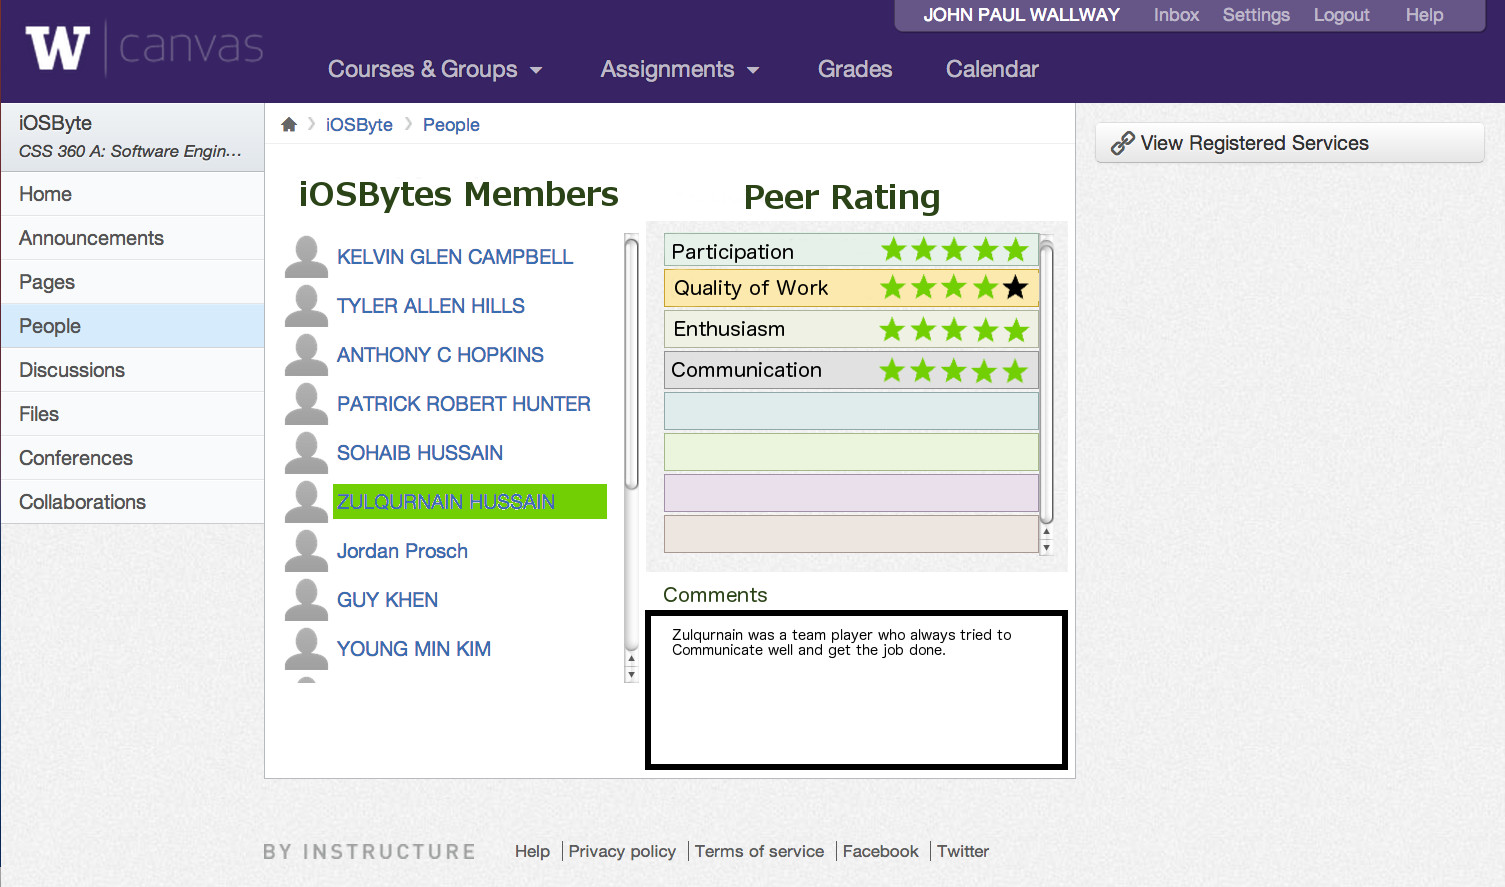 W canvas
JOHN PAUL WALLWAY Inbox Settings Logout Help
Courses & Groups Assignments Grades Calendar
iOSByte
CSS 360 A: Software Engin...
Home
Announcements
Pages
People
Discussions
Files
Conferences
Collaborations
iOSByte People
iOSBytes Members
KELVIN GLEN CAMPBELL
TYLER ALLEN HILLS
ANTHONY C HOPKINS
PATRICK ROBERT HUNTER
SOHAIB HUSSAIN
ZULQURNAIN HUSSAIN
Jordan Prosch
GUY KHEN
YOUNG MIN KIM
Peer Rating
Participation
Quality of Work
Enthusiasm
Communication
Comments
Zulqurnain was a team player who always tried to
Communicate well and get the job done.
View Registered Services
BY INSTRUCTURE
Help Privacy policy Terms of service Facebook Twitter